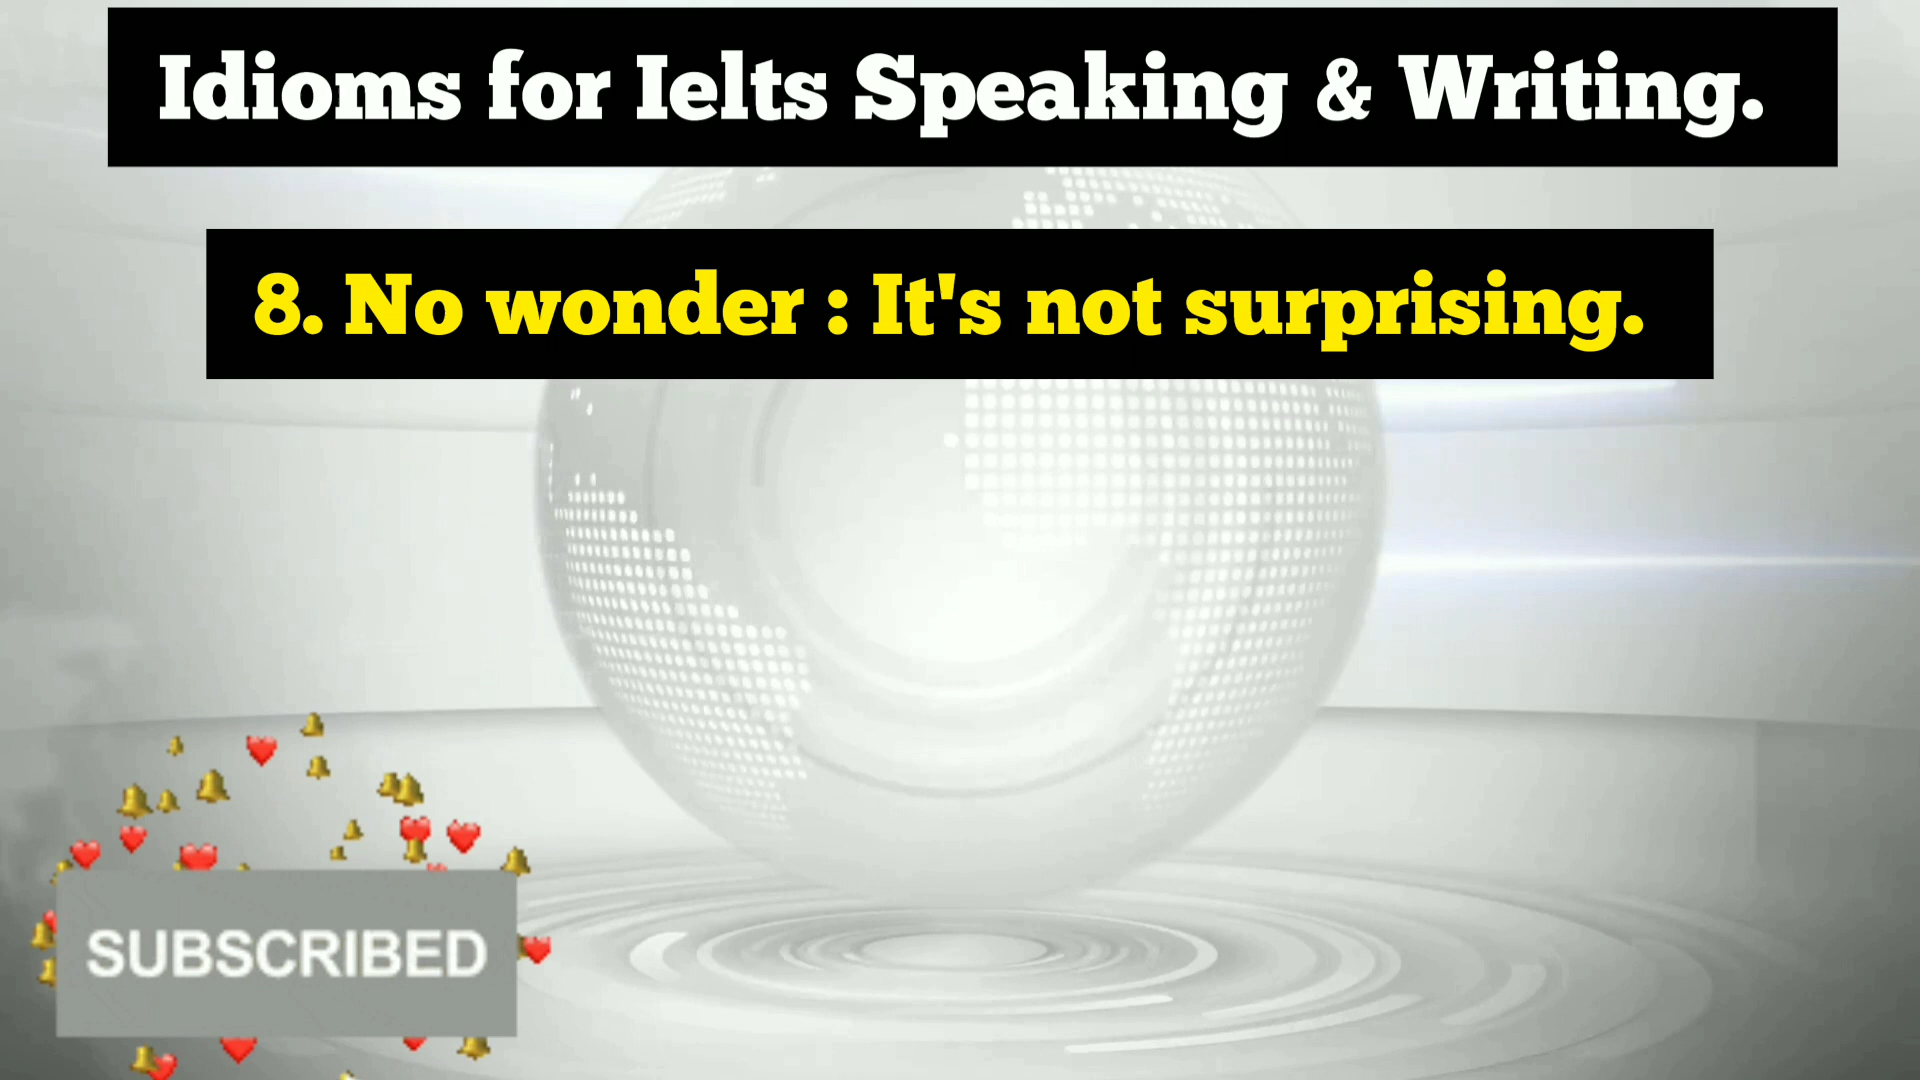 Idioms for Ielts Speaking & Writing.
8. No wonder : It's not surprising.
SUBSCRIBED